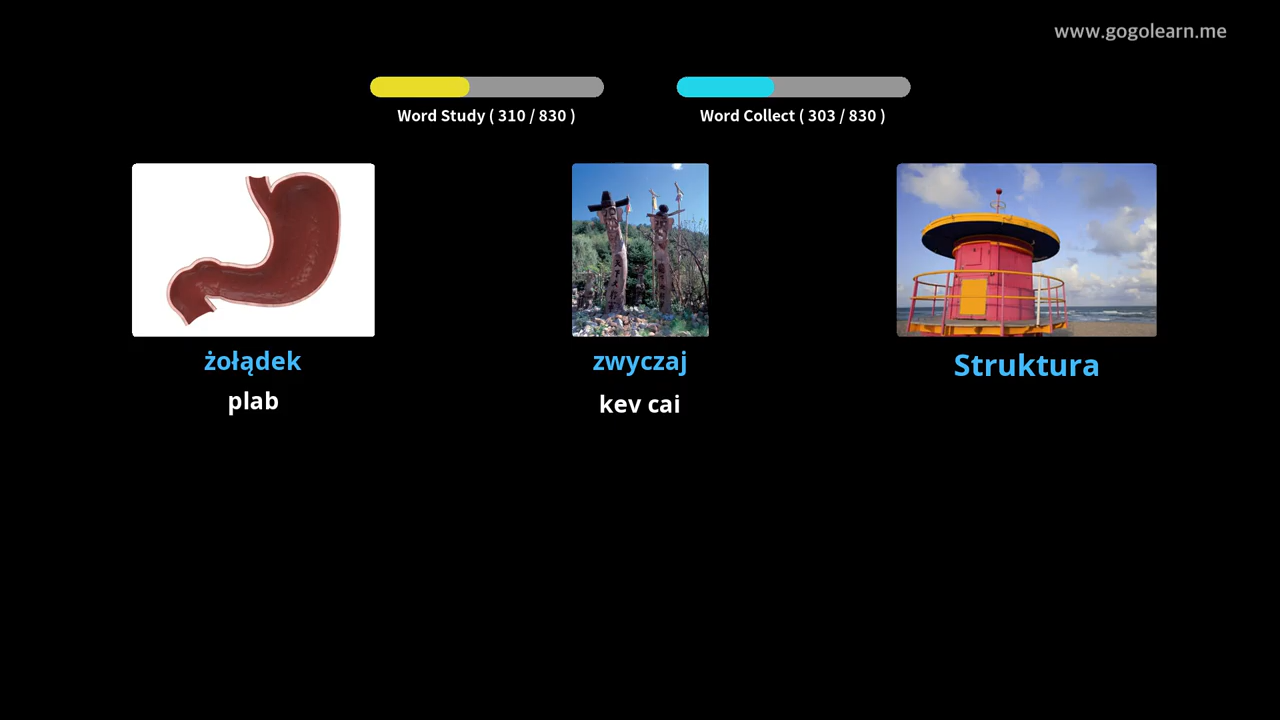 www.gogolearn.me
Word Study ( 310 / 830 )
Word Collect ( 303 / 830 )
żołądek
zwyczaj
Struktura
plab
kev cai